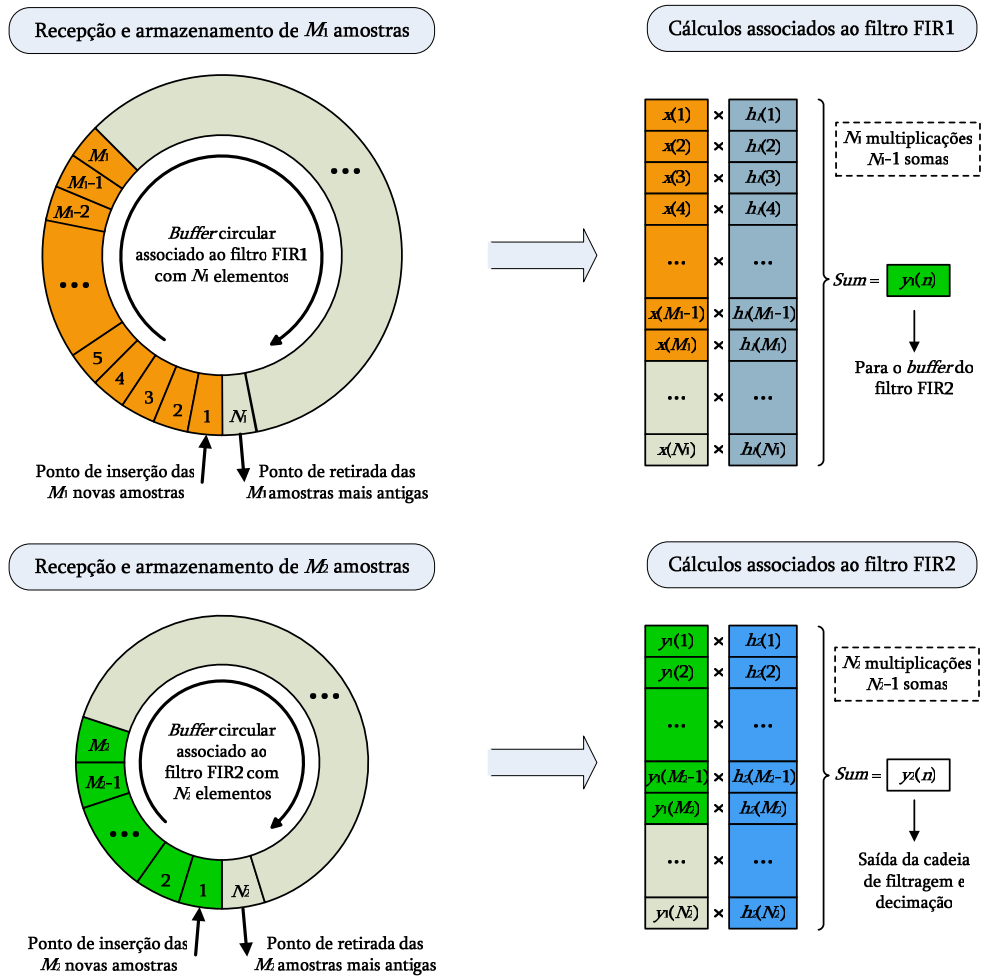 Recepção e armazenamento de M1 amostras
Cálculos associados ao filtro FIR1
M1
M1-1
M1-2
...
5
4
3
2
1
N1
...
Buffer circular
associado ao filtro FIR1
com N1 elementos
Ponto de inserção das
M1 novas amostras
Ponto de retirada das
M1 amostras mais antigas
x(1) × h1(1)
x(2) × h1(2)
x(3) × h1(3)
x(4) × h1(4)
... × ...
x(M1-1) × h1(M1-1)
x(M1) × h1(M1)
... × ...
x(N1) × h1(N1)
N1 multiplicações
N1-1 somas
Sum = y1(n)
Para o buffer do
filtro FIR2
Recepção e armazenamento de M2 amostras
Cálculos associados ao filtro FIR2
M2
M2-1
...
2
1
N2
...
Buffer circular
associado ao
filtro FIR2 com
N2 elementos
Ponto de inserção das
M2 novas amostras
Ponto de retirada das
M2 amostras mais antigas
y1(1) × h2(1)
y1(2) × h2(2)
... × ...
y1(M2-1) × h2(M2-1)
y1(M2) × h2(M2)
... × ...
y1(N2) × h2(N2)
N2 multiplicações
N2-1 somas
Sum = y2(n)
Saída da cadeia
de filtragem e
decimação